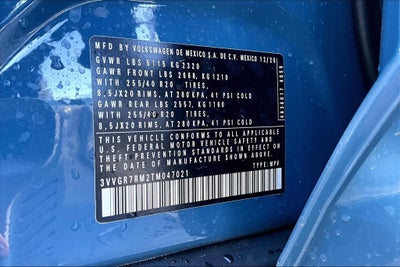 MFD. BY VOLKSWAGEN DE MEXICO S.A. DE C.V. MEXICO 12/25
GVWR LBS 5115 KG 2320
GAWR FRONT LBS 2668, KG 1210
WITH 255/40 R20 TIRES,
8,5JX20 RIMS, AT 280KPA, 41 PSI COLD
GAWR REAR LBS 2557, KG 1160
WITH 255/40 R20 TIRES,
8,5JX20 RIMS, AT 280KPA, 41 PSI COLD
THIS VEHICLE CONFORMS TO ALL APPLICABLE
U.S. FEDERAL MOTOR VEHICLE SAFETY AND
THEFT PREVENTION STANDARDS IN EFFECT ON
THE DATE OF MANUFACTURE SHOWN ABOVE
3VVGR7RM2TM047021
TYPE: MPV